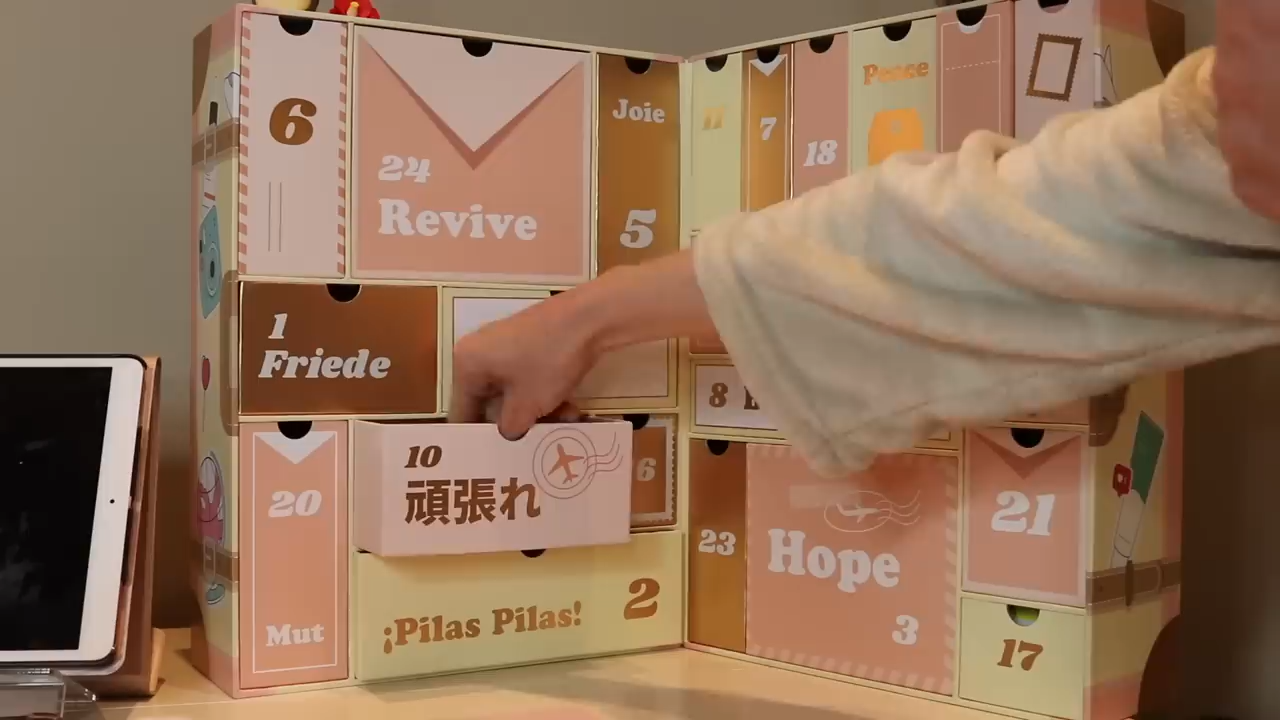 6
24
Revive
Joie
5
7
18
Peace
1
Friede
8
10
頑張れ
6
20
Mut
¡Pilas Pilas!
2
23
Hope
3
21
17